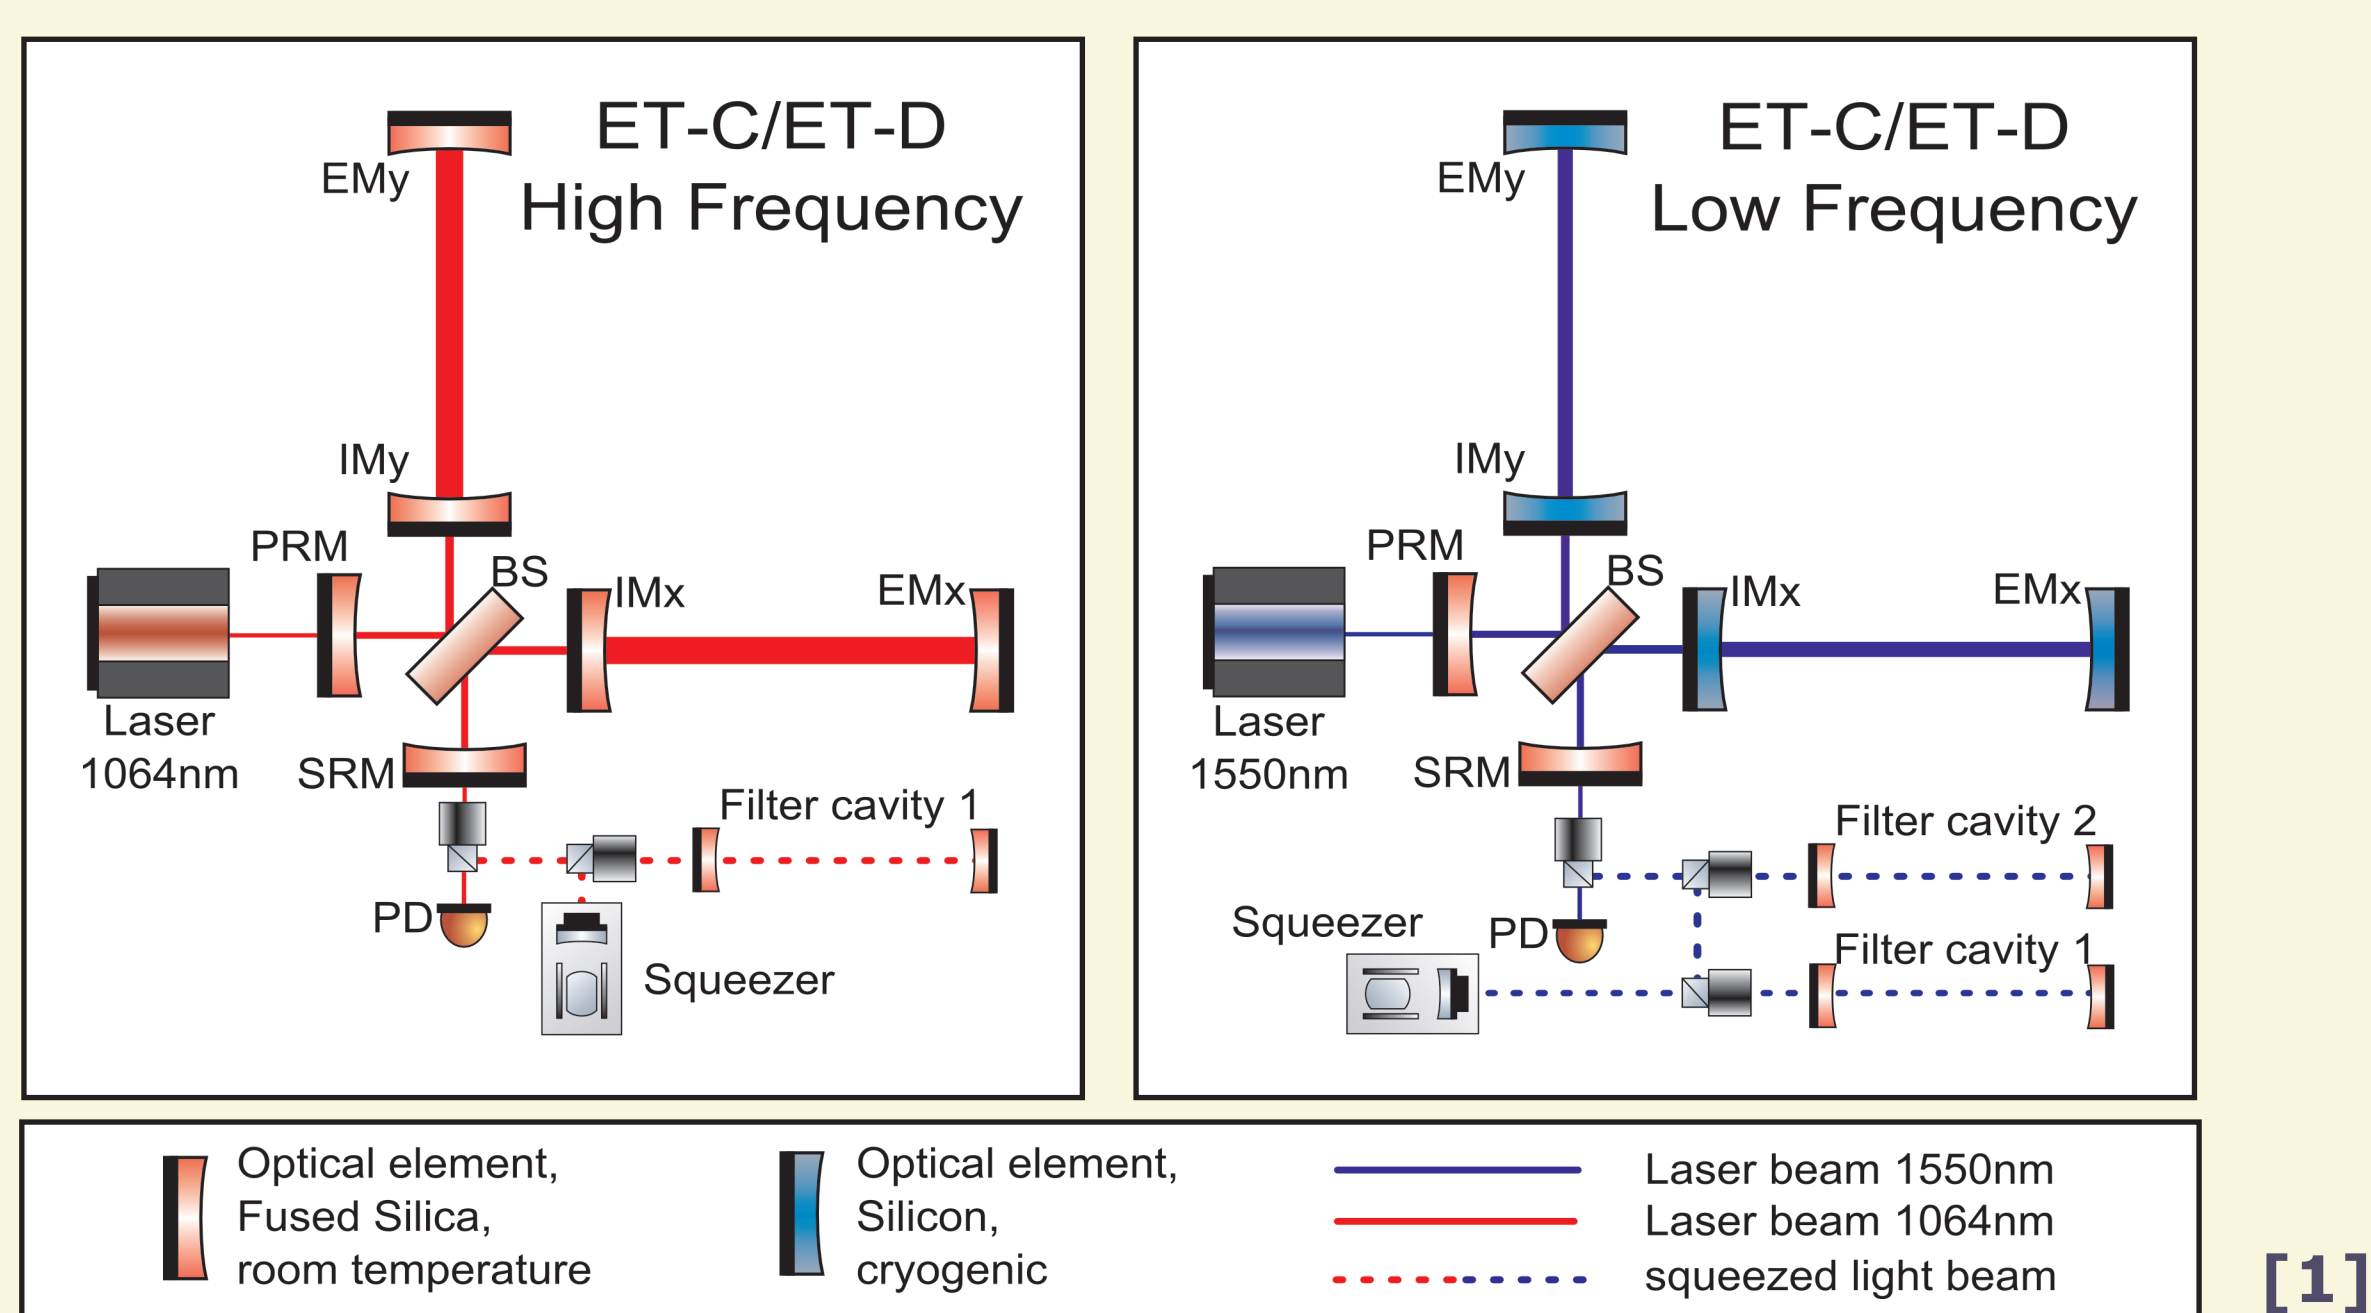 ET-C/ET-D
High Frequency
EMy
IMy
PRM
BS
IMx
EMx
Laser
1064nm
SRM
Filter cavity 1
PD
Squeezer
ET-C/ET-D
Low Frequency
EMy
IMy
PRM
BS
IMx
EMx
Laser
1550nm
SRM
Filter cavity 2
Squeezer
PD
Filter cavity 1
Optical element,
Fused Silica,
room temperature
Optical element,
Silicon,
cryogenic
Laser beam 1550nm
Laser beam 1064nm
squeezed light beam
[1]